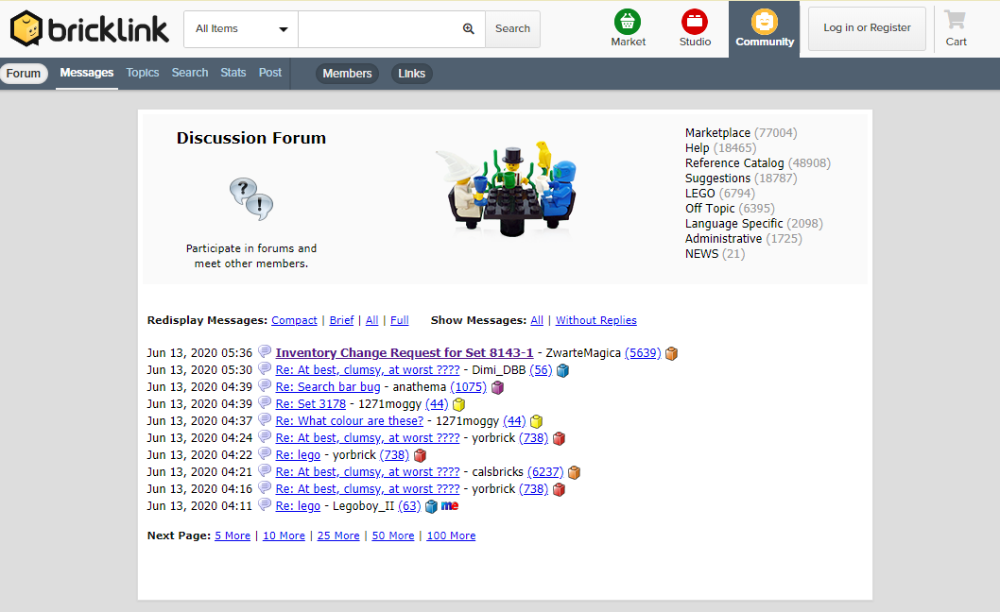 bricklink
All Items
Search
Market
Studio
Community
Log in or Register
Cart
Forum Messages Topics Search Stats Post Members Links
Discussion Forum
? !
Participate in forums and
meet other members.
Marketplace (77004)
Help (18465)
Reference Catalog (48908)
Suggestions (18787)
LEGO (6794)
Off Topic (6395)
Language Specific (2098)
Administrative (1725)
NEWS (21)
Redisplay Messages: Compact | Brief | All | Full Show Messages: All | Without Replies
Jun 13, 2020 05:36 Inventory Change Request for Set 8143-1 - ZwarteMagica (5639)
Jun 13, 2020 05:30 Re: At best, clumsy, at worst ???? - Dimi_DBB (56)
Jun 13, 2020 04:39 Re: Search bar bug - anathema (1075)
Jun 13, 2020 04:39 Re: Set 3178 - 1271moggy (44)
Jun 13, 2020 04:37 Re: What colour are these? - 1271moggy (44)
Jun 13, 2020 04:24 Re: At best, clumsy, at worst ???? - yorbrick (738)
Jun 13, 2020 04:22 Re: lego - yorbrick (738)
Jun 13, 2020 04:21 Re: At best, clumsy, at worst ???? - calsbricks (6237)
Jun 13, 2020 04:16 Re: At best, clumsy, at worst ???? - yorbrick (738)
Jun 13, 2020 04:11 Re: lego - Legoboy_II (63) me
Next Page: 5 More | 10 More | 25 More | 50 More | 100 More